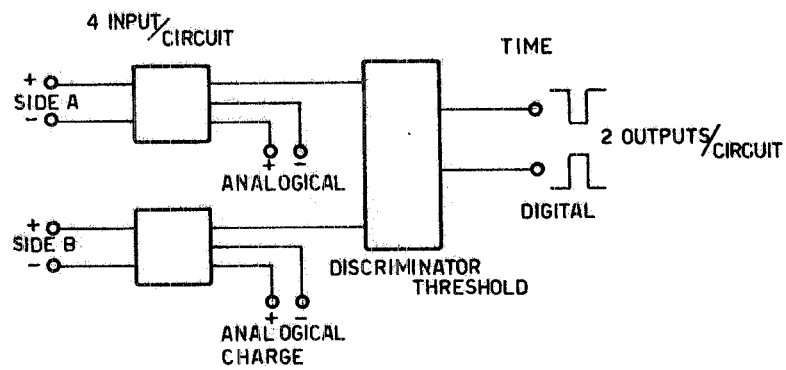 4 INPUT/CIRCUIT
TIME
+
SIDE A
-
+ -
ANALOGICAL
2 OUTPUTS/CIRCUIT
DIGITAL
+
SIDE B
-
DISCRIMINATOR
THRESHOLD
+ -
ANALOGICAL
CHARGE